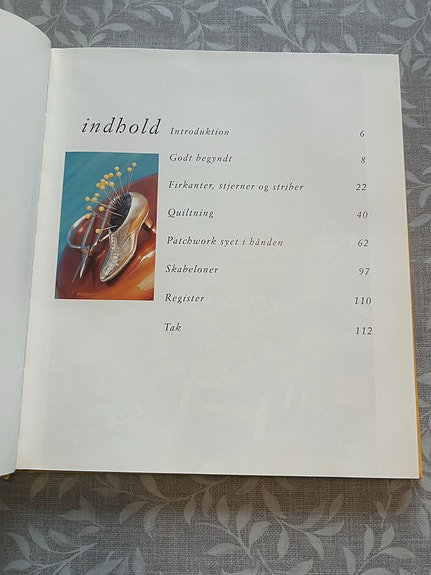 indhold
Introduktion 6
Godt begyndt 8
Firkanter, stjerner og striber 22
Quiltning 40
Patchwork syet i hånden 62
Skabeloner 97
Register 110
Tak 112